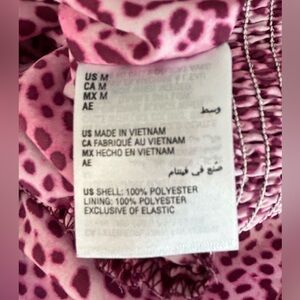 US M
CA M
MX M
AE
وسط
US MADE IN VIETNAM
CA FABRIQUÉ AU VIETNAM
MX HECHO EN VIETNAM
AE
صنع في فيتنام
US SHELL: 100% POLYESTER
LINING: 100% POLYESTER
EXCLUSIVE OF ELASTIC